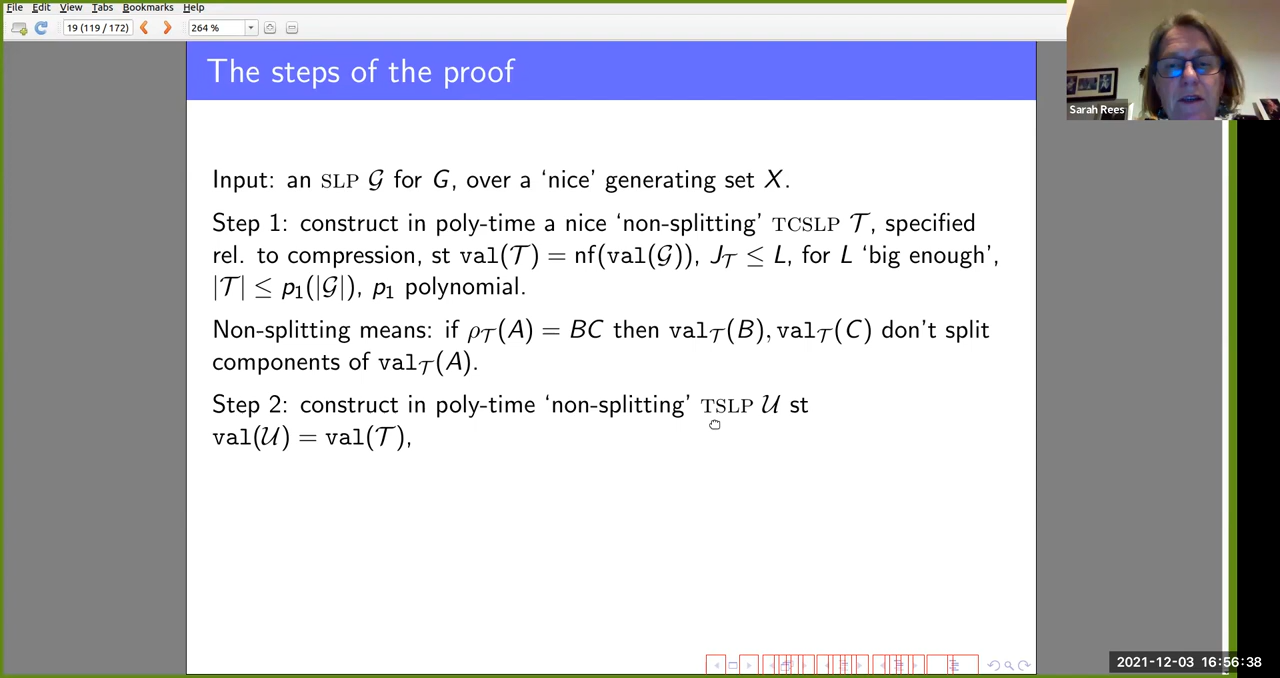 File Edit View Tabs Bookmarks Help
19 (119 / 172) 264 %
The steps of the proof
Sarah Rees
Input: an SLP 𝒢 for G, over a ‘nice’ generating set X.
Step 1: construct in poly-time a nice ‘non-splitting’ TCSLP 𝒯, specified
rel. to compression, st val(𝒯) = nf(val(𝒢)), J_𝒯 ≤ L, for L ‘big enough’,
|𝒯| ≤ p₁(|𝒢|), p₁ polynomial.
Non-splitting means: if ρ_𝒯(A) = BC then val_𝒯(B), val_𝒯(C) don't split
components of val_𝒯(A).
Step 2: construct in poly-time ‘non-splitting’ TSLP 𝒰 st
val(𝒰) = val(𝒯),
2021-12-03 16:56:38